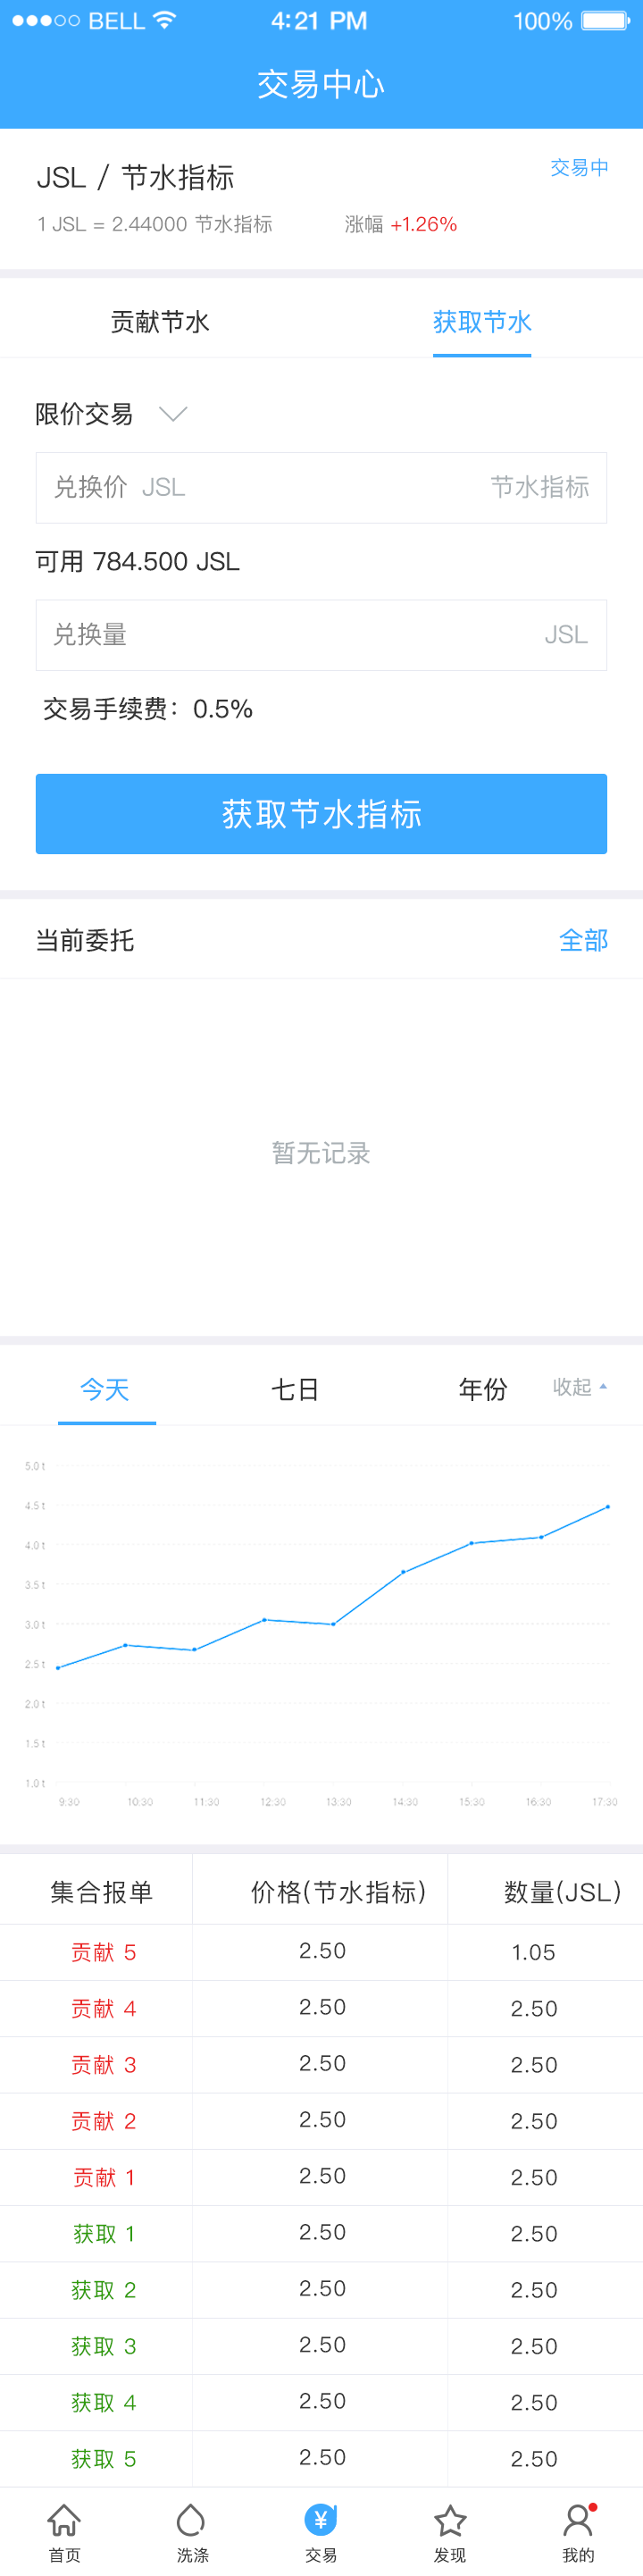 BELL 4:21 PM 100%
交易中心
JSL / 节水指标 交易中
1 JSL = 2.44000 节水指标 涨幅 +1.26%
贡献节水 获取节水
限价交易
兑换价 JSL 节水指标
可用 784.500 JSL
兑换量 JSL
交易手续费：0.5%
获取节水指标
当前委托 全部
暂无记录
今天 七日 年份 收起
5.0 t
4.5 t
4.0 t
3.5 t
3.0 t
2.5 t
2.0 t
1.5 t
1.0 t
9:30 10:30 11:30 12:30 13:30 14:30 15:30 16:30 17:30
集合报单 价格(节水指标) 数量(JSL)
贡献 5 2.50 1.05
贡献 4 2.50 2.50
贡献 3 2.50 2.50
贡献 2 2.50 2.50
贡献 1 2.50 2.50
获取 1 2.50 2.50
获取 2 2.50 2.50
获取 3 2.50 2.50
获取 4 2.50 2.50
获取 5 2.50 2.50
¥
首页 洗涤 交易 发现 我的